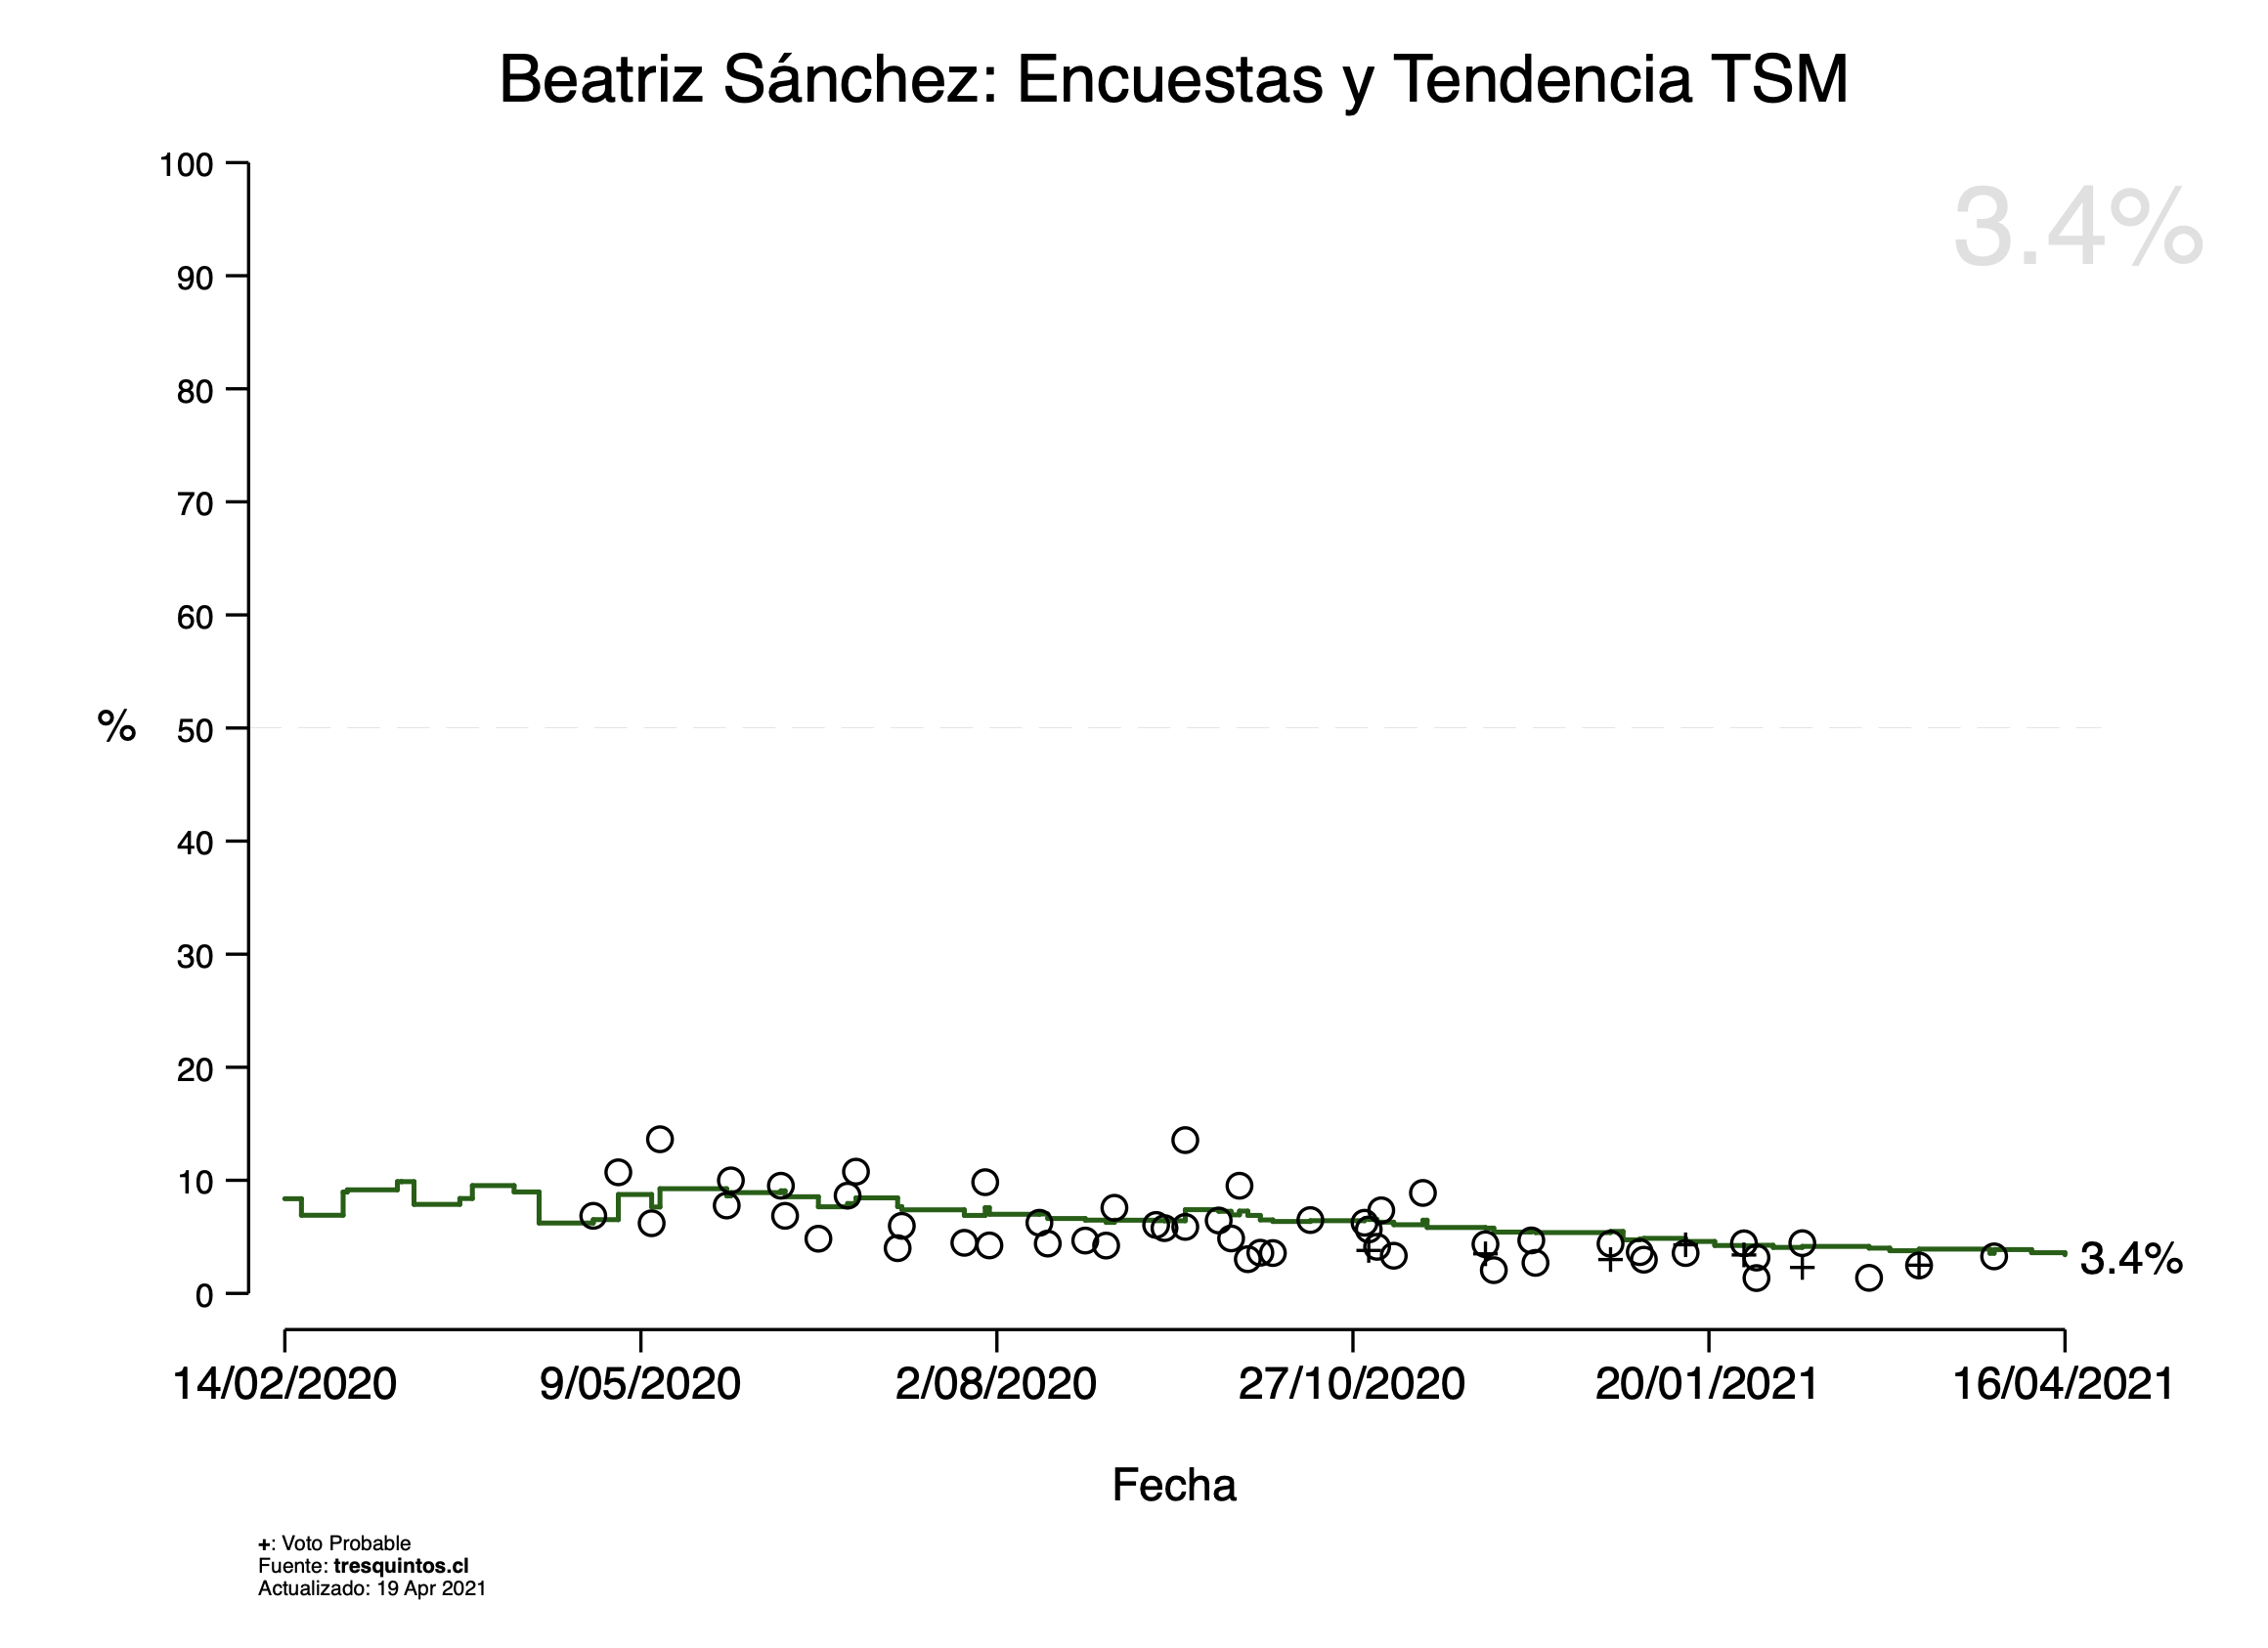 Beatriz Sánchez: Encuestas y Tendencia TSM
3.4%
100
90
80
70
60
50
40
30
20
10
0
%
3.4%
14/02/2020 9/05/2020 2/08/2020 27/10/2020 20/01/2021 16/04/2021
Fecha
+: Voto Probable
Fuente: tresquintos.cl
Actualizado: 19 Apr 2021